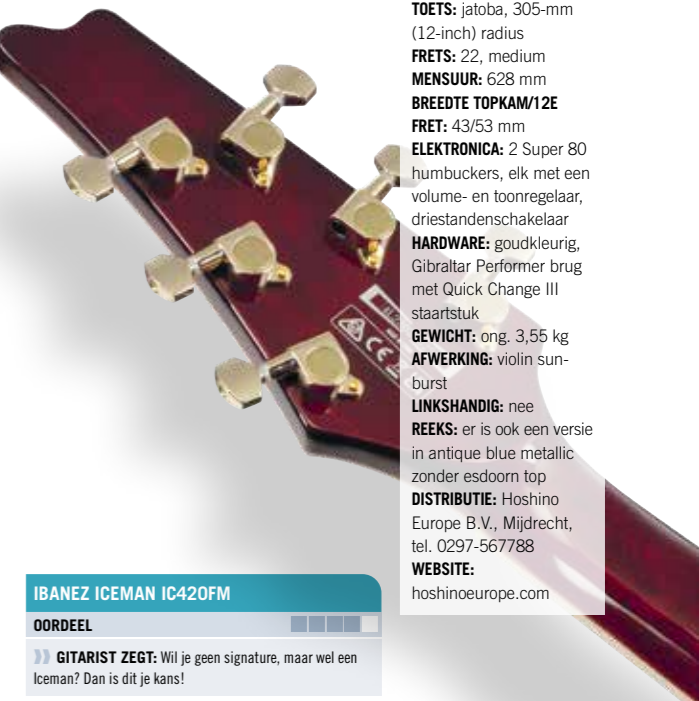 TOETS: jatoba, 305-mm
(12-inch) radius
FRETS: 22, medium
MENSUUR: 628 mm
BREEDTE TOPKAM/12E
FRET: 43/53 mm
ELEKTRONICA: 2 Super 80
humbuckers, elk met een
volume- en toonregelaar,
driestandenschakelaar
HARDWARE: goudkleurig,
Gibraltar Performer brug
met Quick Change III
staartstuk
GEWICHT: ong. 3,55 kg
AFWERKING: violin sun-
burst
LINKSHANDIG: nee
REEKS: er is ook een versie
in antique blue metallic
zonder esdoorn top
DISTRIBUTIE: Hoshino
Europe B.V., Mijdrecht,
tel. 0297-567788
WEBSITE:
hoshinoeurope.com
IBANEZ ICEMAN IC420FM
OORDEEL
GITARIST ZEGT: Wil je geen signature, maar wel een
Iceman? Dan is dit je kans!